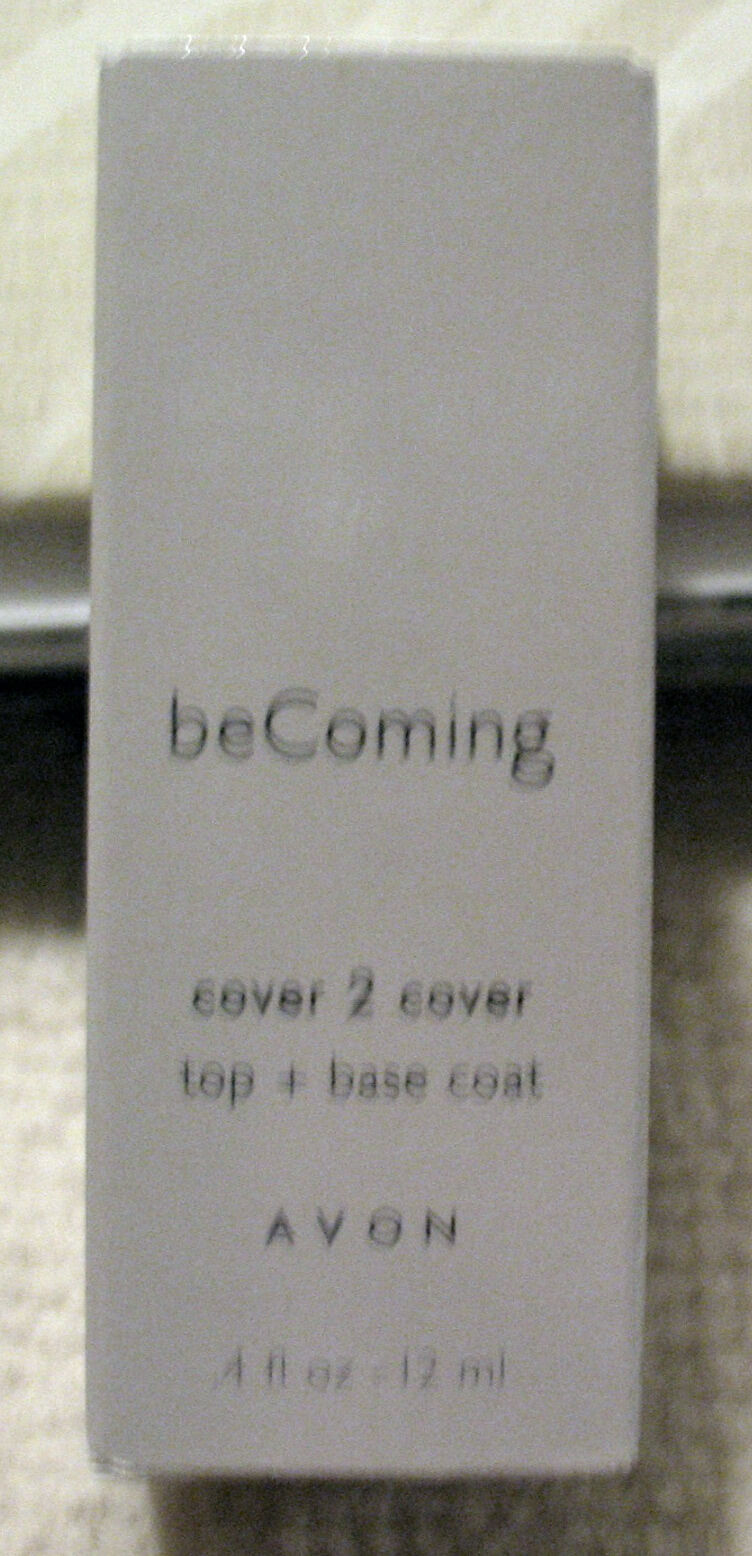 beComing
cover 2 cover
top + base coat
AVON
.4 fl oz - 12 ml